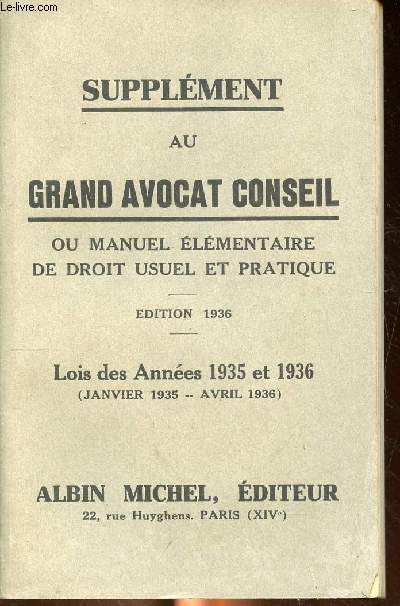 Le-livre.com
SUPPLÉMENT
AU
GRAND AVOCAT CONSEIL
OU MANUEL ÉLÉMENTAIRE
DE DROIT USUEL ET PRATIQUE
EDITION 1936
Lois des Années 1935 et 1936
(JANVIER 1935 -- AVRIL 1936)
ALBIN MICHEL, ÉDITEUR
22, rue Huyghens. PARIS (XIVᵉ)